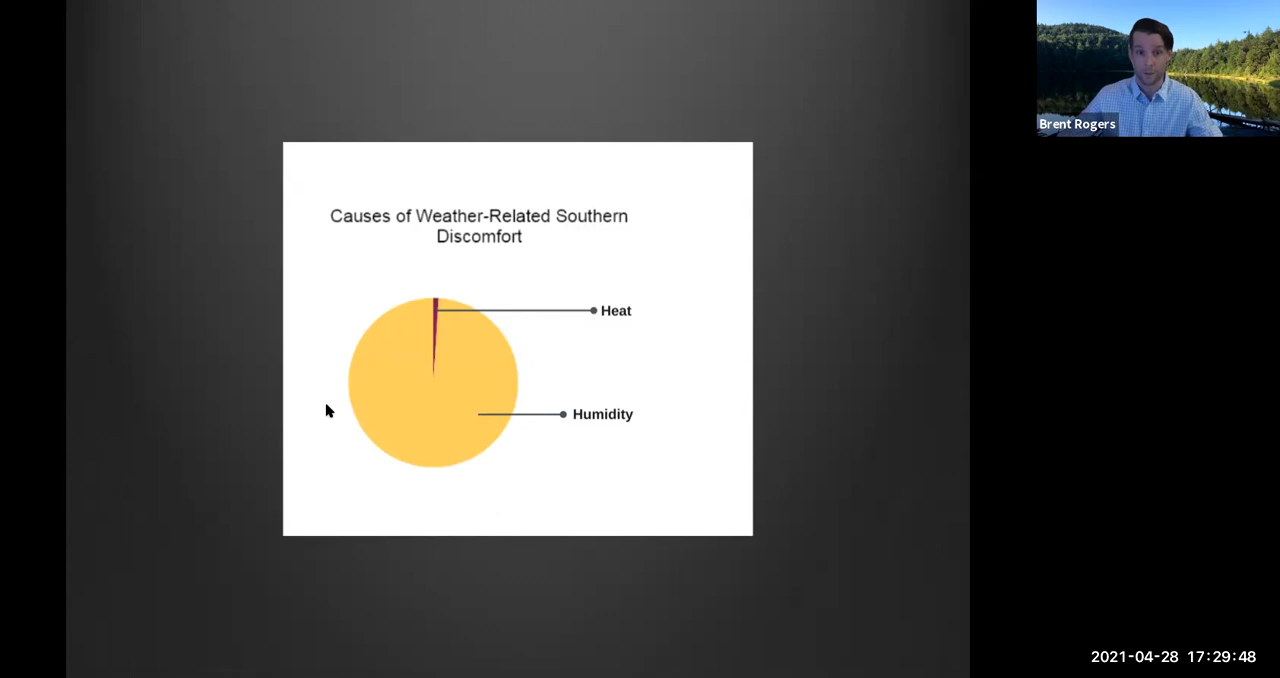 Brent Rogers
Causes of Weather-Related Southern
Discomfort
Heat
Humidity
2021-04-28 17:29:48